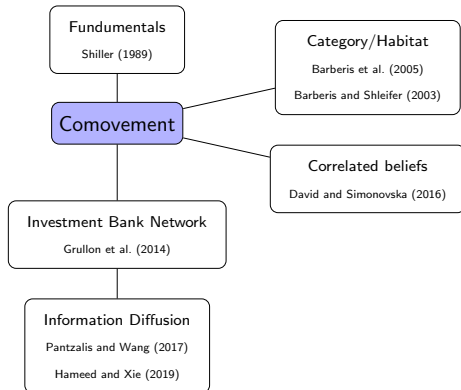 Fundumentals
Shiller (1989)
Category/Habitat
Barberis et al. (2005)
Barberis and Shleifer (2003)
Comovement
Correlated beliefs
David and Simonovska (2016)
Investment Bank Network
Grullon et al. (2014)
Information Diffusion
Pantzalis and Wang (2017)
Hameed and Xie (2019)